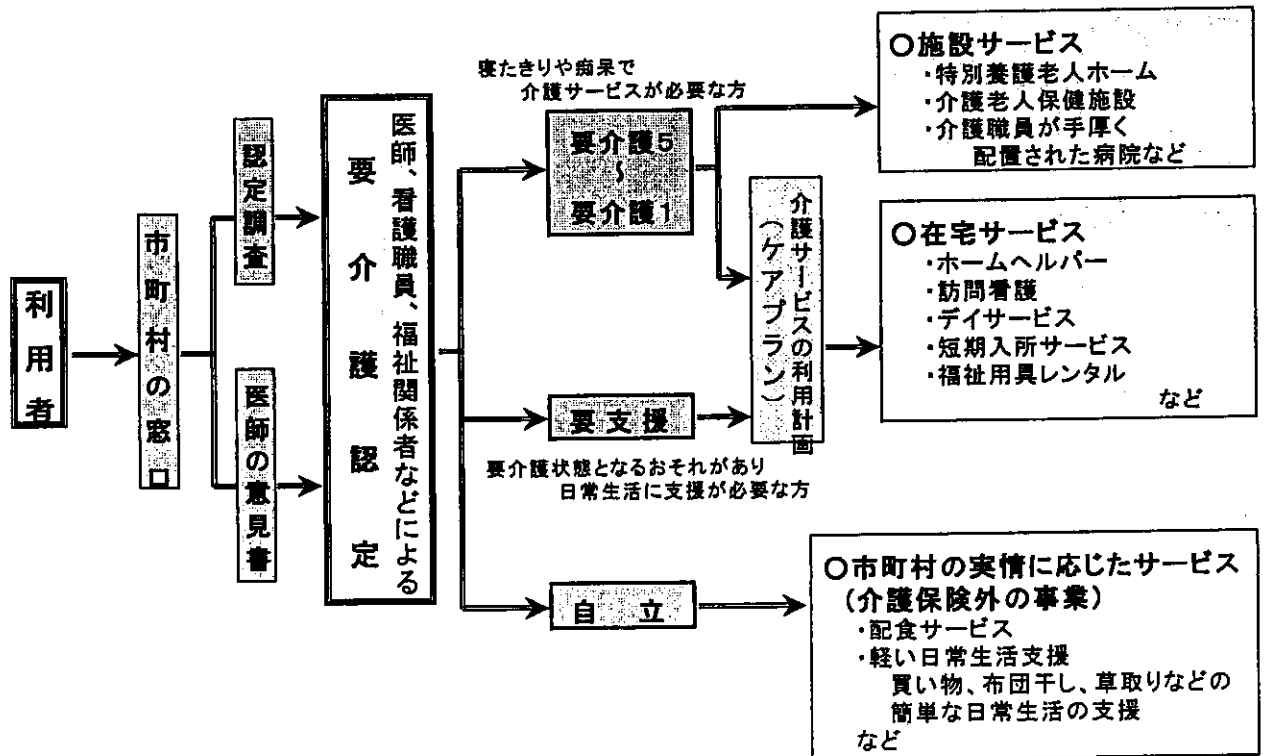 利用者
市町村の窓口
認定調査
医師の意見書
医師、看護職員、福祉関係者などによる
要介護認定
寝たきりや痴呆で
介護サービスが必要な方
要介護5
～
要介護1
要支援
要介護状態となるおそれがあり
日常生活に支援が必要な方
自立
介護サービスの利用計画
（ケアプラン）
○施設サービス
・特別養護老人ホーム
・介護老人保健施設
・介護職員が手厚く
配置された病院など
○在宅サービス
・ホームヘルパー
・訪問看護
・デイサービス
・短期入所サービス
・福祉用具レンタル
など
○市町村の実情に応じたサービス
（介護保険外の事業）
・配食サービス
・軽い日常生活支援
買い物、布団干し、草取りなどの
簡単な日常生活の支援
など